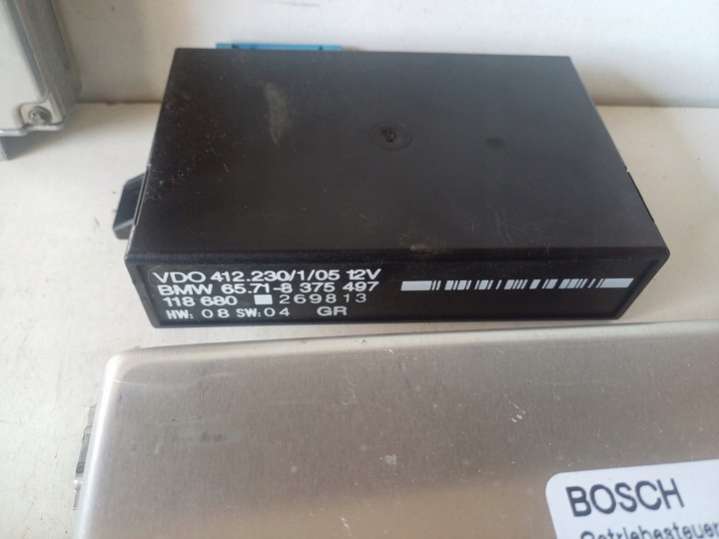 VDO 412.230/1/05 12V
BMW 65.71-8 375 497
118 680 269813
HW: 08 SW: 04 GR
BOSCH
Getriebesteuer